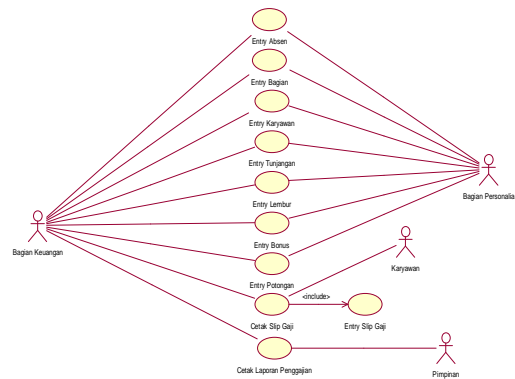 Entry Absen
Entry Bagian
Entry Karyawan
Entry Tunjangan
Bagian Personalia
Entry Lembur
Bagian Keuangan
Entry Bonus
Karyawan
Entry Potongan
<include>
Cetak Slip Gaji
Entry Slip Gaji
Cetak Laporan Penggajian
Pimpinan